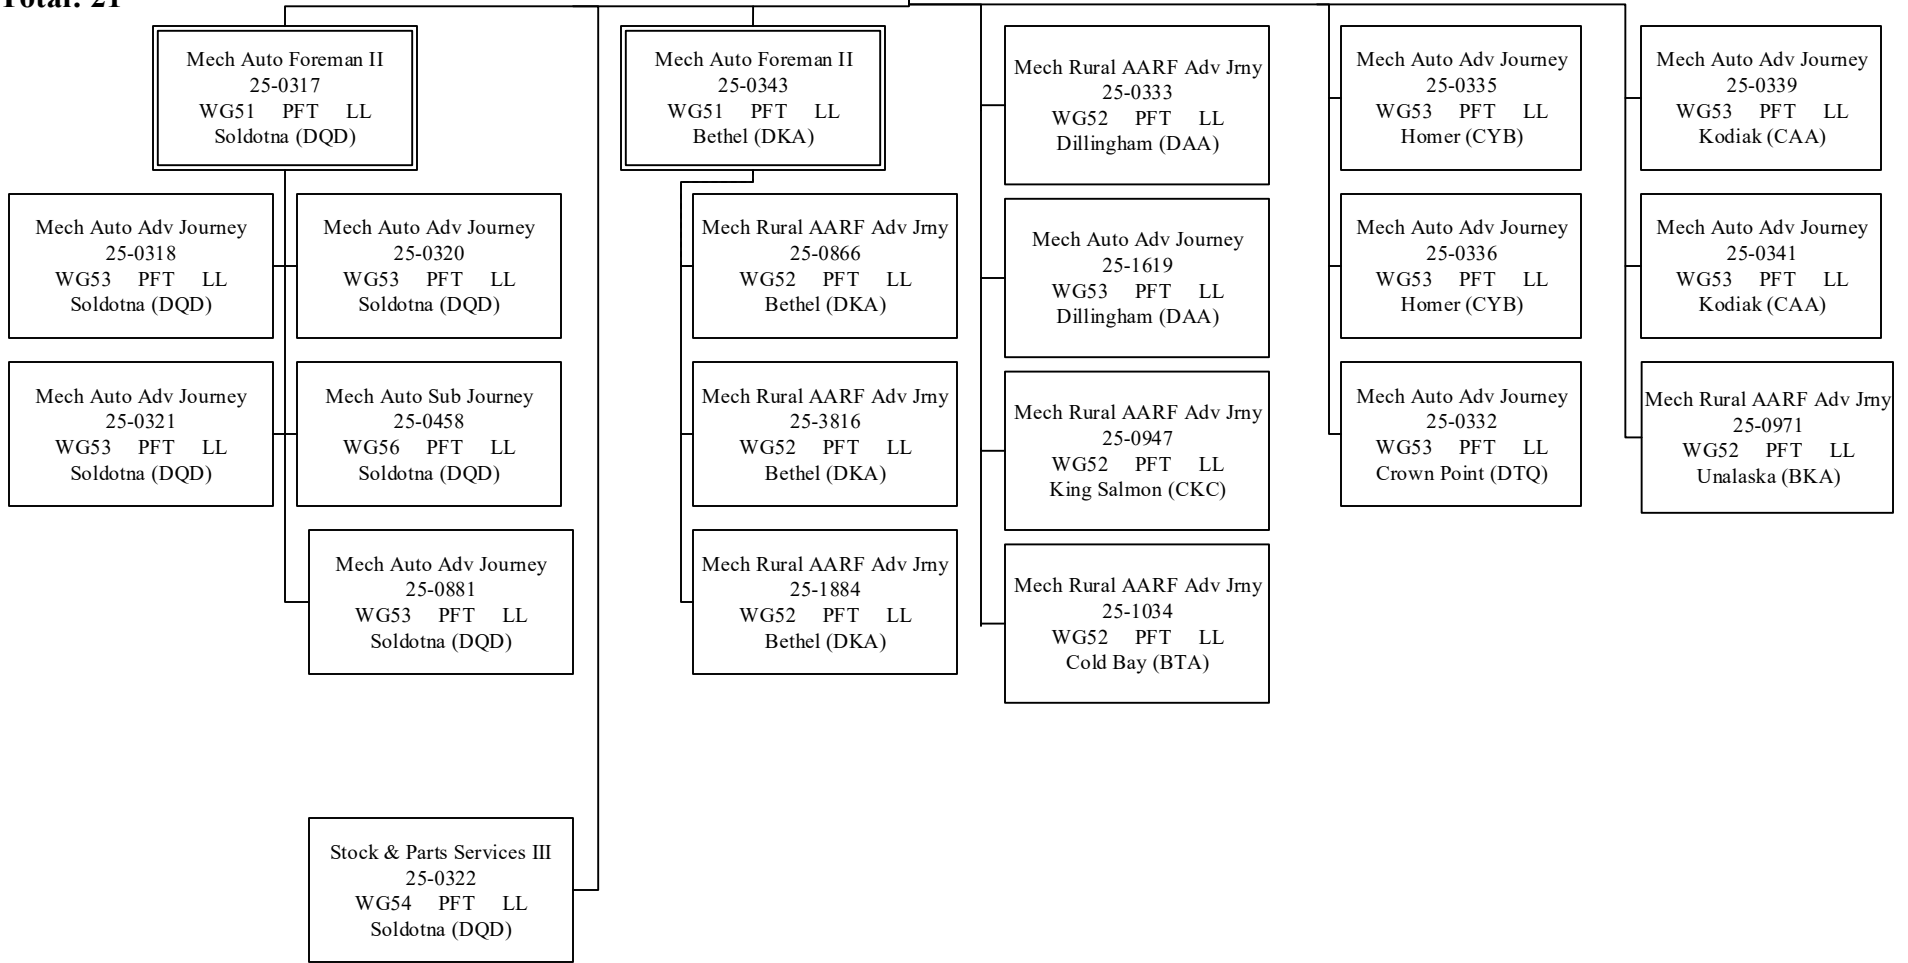 Total: 21
Mech Auto Foreman II
25-0317
WG51 PFT LL
Soldotna (DQD)
Mech Auto Adv Journey
25-0318
WG53 PFT LL
Soldotna (DQD)
Mech Auto Adv Journey
25-0320
WG53 PFT LL
Soldotna (DQD)
Mech Auto Adv Journey
25-0321
WG53 PFT LL
Soldotna (DQD)
Mech Auto Sub Journey
25-0458
WG56 PFT LL
Soldotna (DQD)
Mech Auto Adv Journey
25-0881
WG53 PFT LL
Soldotna (DQD)
Stock & Parts Services III
25-0322
WG54 PFT LL
Soldotna (DQD)
Mech Auto Foreman II
25-0343
WG51 PFT LL
Bethel (DKA)
Mech Rural AARF Adv Jrny
25-0866
WG52 PFT LL
Bethel (DKA)
Mech Rural AARF Adv Jrny
25-3816
WG52 PFT LL
Bethel (DKA)
Mech Rural AARF Adv Jrny
25-1884
WG52 PFT LL
Bethel (DKA)
Mech Rural AARF Adv Jrny
25-0333
WG52 PFT LL
Dillingham (DAA)
Mech Auto Adv Journey
25-1619
WG53 PFT LL
Dillingham (DAA)
Mech Rural AARF Adv Jrny
25-0947
WG52 PFT LL
King Salmon (CKC)
Mech Rural AARF Adv Jrny
25-1034
WG52 PFT LL
Cold Bay (BTA)
Mech Auto Adv Journey
25-0335
WG53 PFT LL
Homer (CYB)
Mech Auto Adv Journey
25-0336
WG53 PFT LL
Homer (CYB)
Mech Auto Adv Journey
25-0332
WG53 PFT LL
Crown Point (DTQ)
Mech Auto Adv Journey
25-0339
WG53 PFT LL
Kodiak (CAA)
Mech Auto Adv Journey
25-0341
WG53 PFT LL
Kodiak (CAA)
Mech Rural AARF Adv Jrny
25-0971
WG52 PFT LL
Unalaska (BKA)